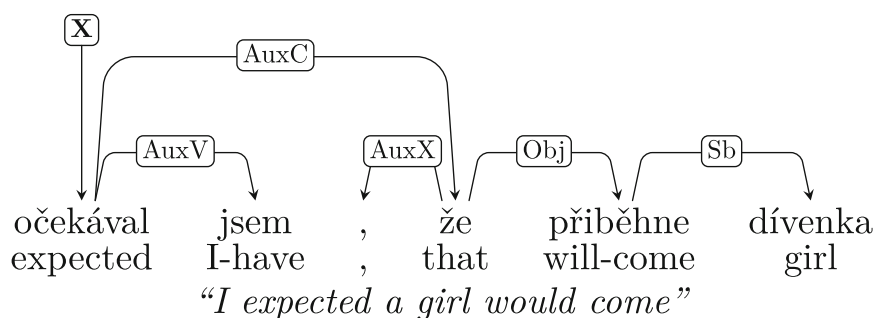 X
AuxC
AuxV AuxX Obj Sb
očekával jsem , že přiběhne dívenka
expected I-have , that will-come girl
“I expected a girl would come”